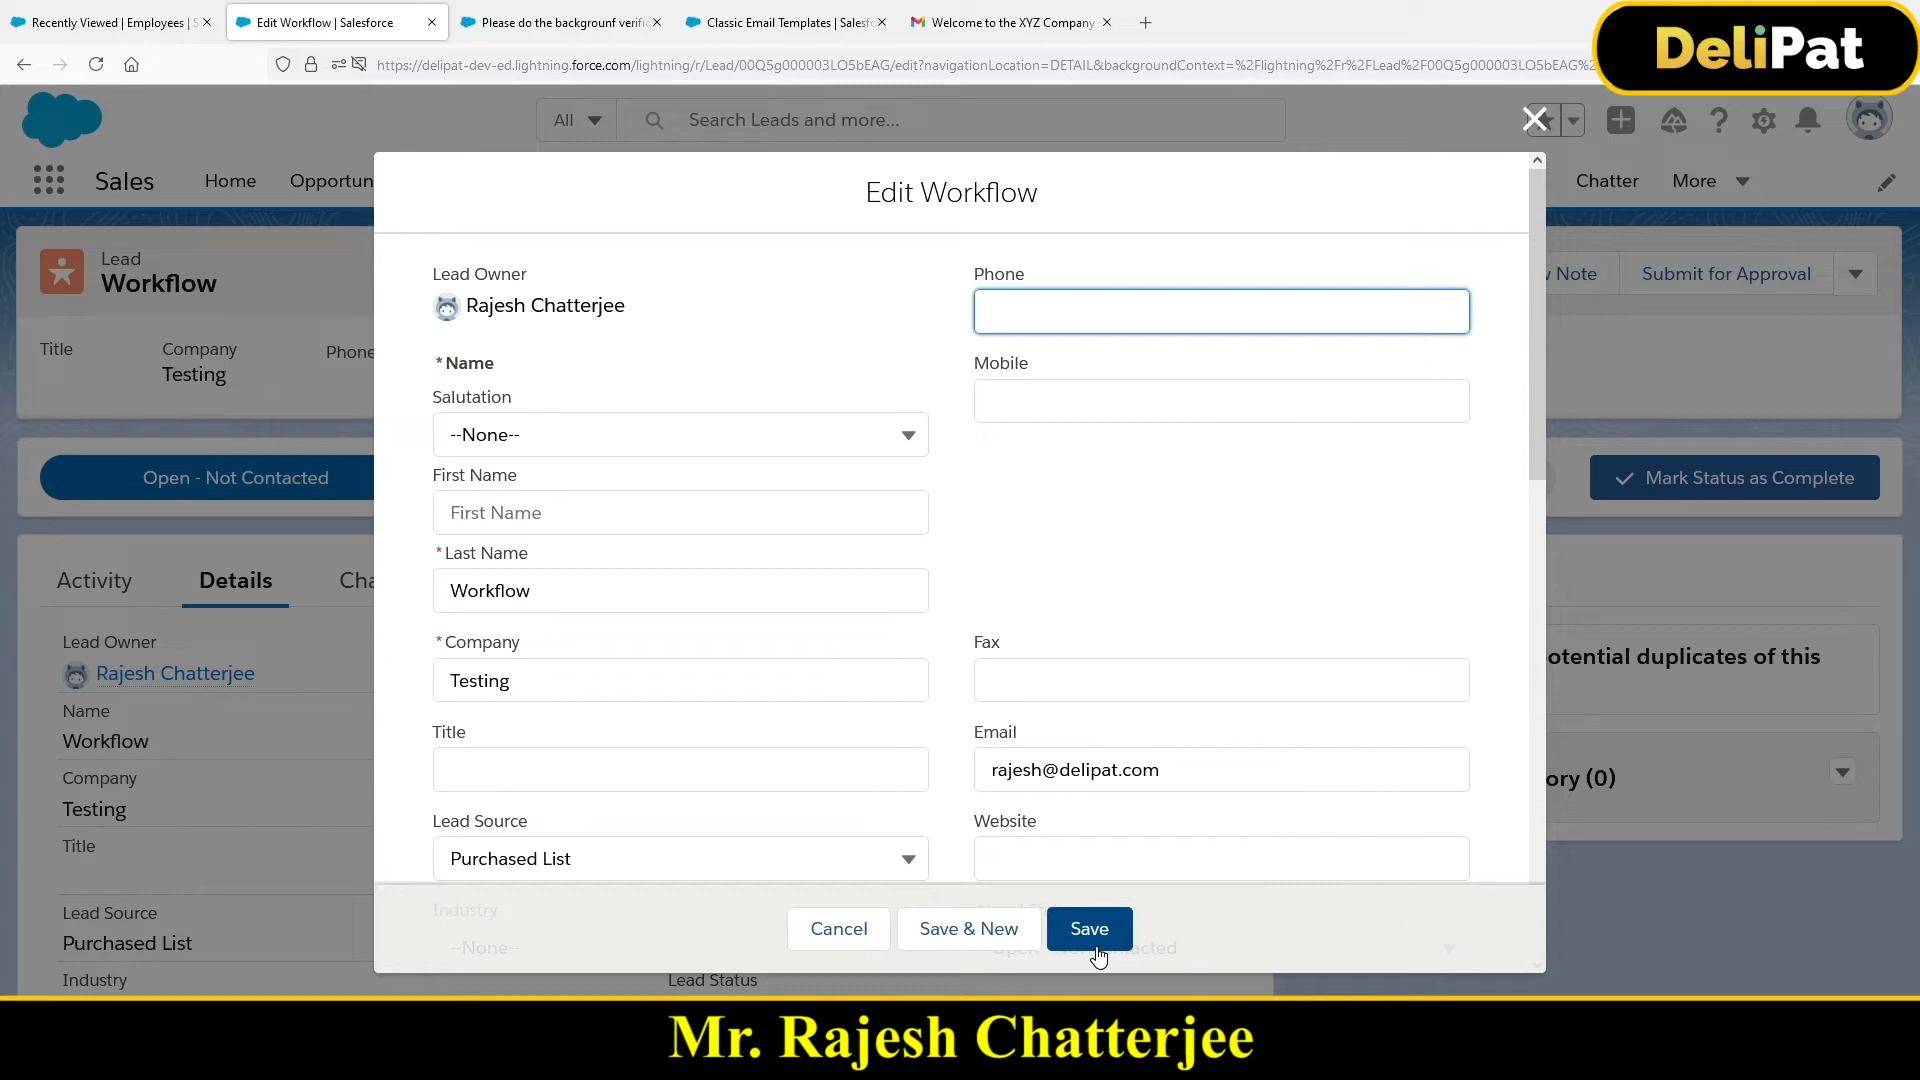 Recently Viewed | Employees | S
Edit Workflow | Salesforce
Please do the backgrounf verific
Classic Email Templates | Salesf
Welcome to the XYZ Company
DeliPat
https://delipat-dev-ed.lightning.force.com/lightning/r/Lead/00Q5g000003LO5bEAG/edit?navigationLocation=DETAIL&backgroundContext=%2Flightning%2Fr%2FLead%2F00Q5g000003LO5bEAG%2
All
Search Leads and more...
Sales
Home
Opportun
Chatter
More
Edit Workflow
Lead
Workflow
Note
Submit for Approval
Title
Company
Testing
Phone
Lead Owner
Rajesh Chatterjee
Phone
* Name
Mobile
Salutation
--None--
First Name
First Name
* Last Name
Workflow
* Company
Testing
Fax
Title
Email
rajesh@delipat.com
Lead Source
Purchased List
Website
Industry
--None--
Cancel
Save & New
Save
Open - Not Contacted
Mark Status as Complete
Activity
Details
Cha
Lead Owner
Rajesh Chatterjee
Name
Workflow
Company
Testing
Title
Lead Source
Purchased List
Industry
Lead Status
otential duplicates of this
ory (0)
Mr. Rajesh Chatterjee